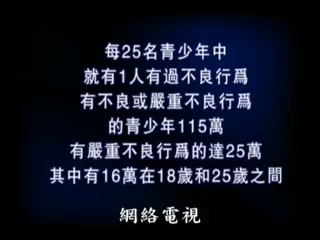 每25名青少年中
就有1人有過不良行爲
有不良或嚴重不良行爲
的青少年115萬
有嚴重不良行爲的達25萬
其中有16萬在18歲和25歲之間
網絡電視